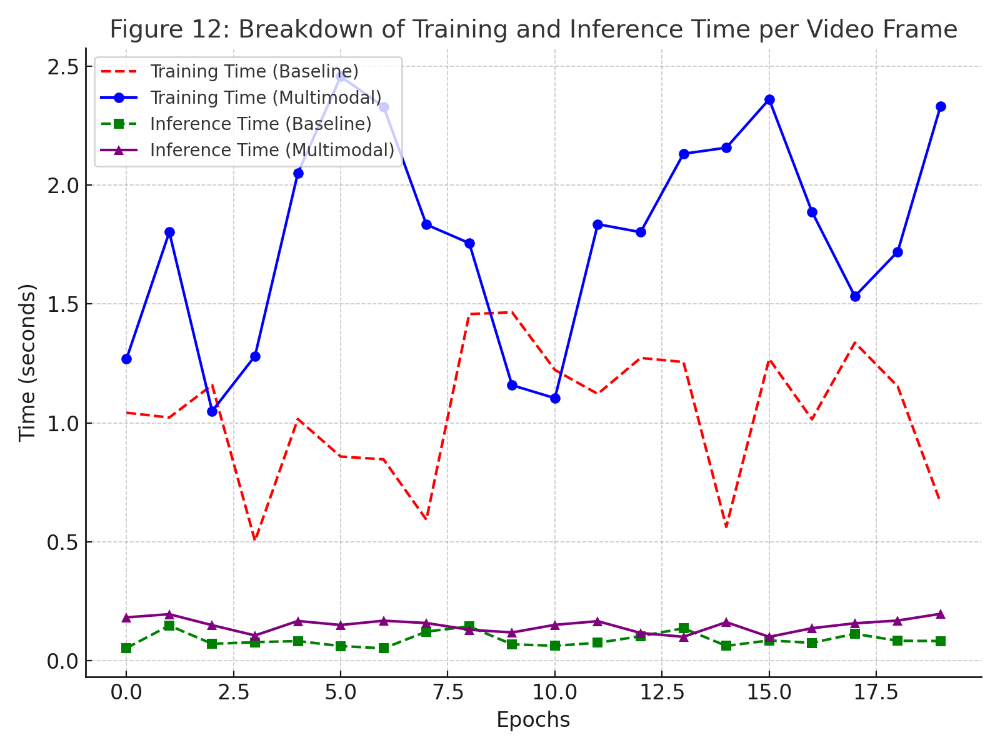 Figure 12: Breakdown of Training and Inference Time per Video Frame
Training Time (Baseline)
Training Time (Multimodal)
Inference Time (Baseline)
Inference Time (Multimodal)
2.5
2.0
1.5
1.0
0.5
0.0
Time (seconds)
0.0 2.5 5.0 7.5 10.0 12.5 15.0 17.5
Epochs